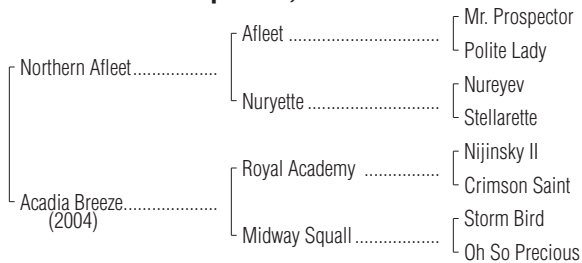 Mr. Prospector
Afleet
Polite Lady
Northern Afleet
Nureyev
Nuryette
Stellarette
Nijinsky II
Royal Academy
Crimson Saint
Acadia Breeze
(2004)
Storm Bird
Midway Squall
Oh So Precious